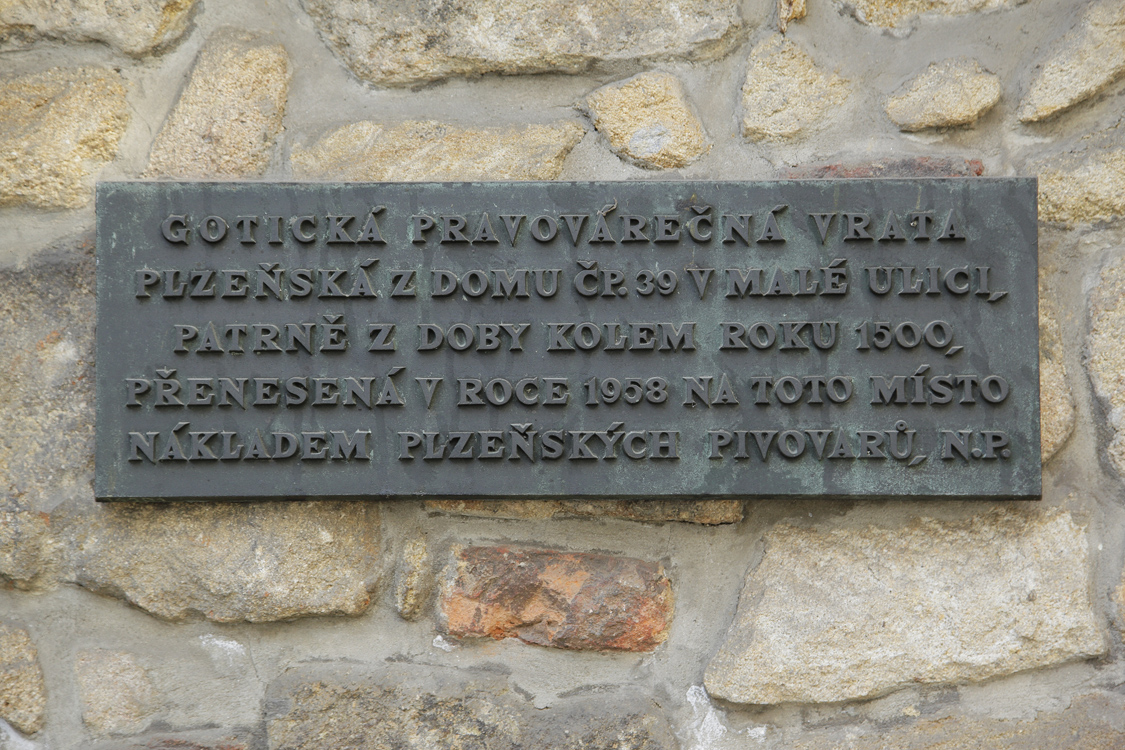 GOTICKÁ PRAVOVÁREČNÁ VRATA
PLZEŇSKÁ Z DOMU ČP. 39 V MALÉ ULICI,
PATRNĚ Z DOBY KOLEM ROKU 1500,
PŘENESENÁ V ROCE 1958 NA TOTO MÍSTO
NÁKLADEM PLZEŇSKÝCH PIVOVARŮ, N.P.